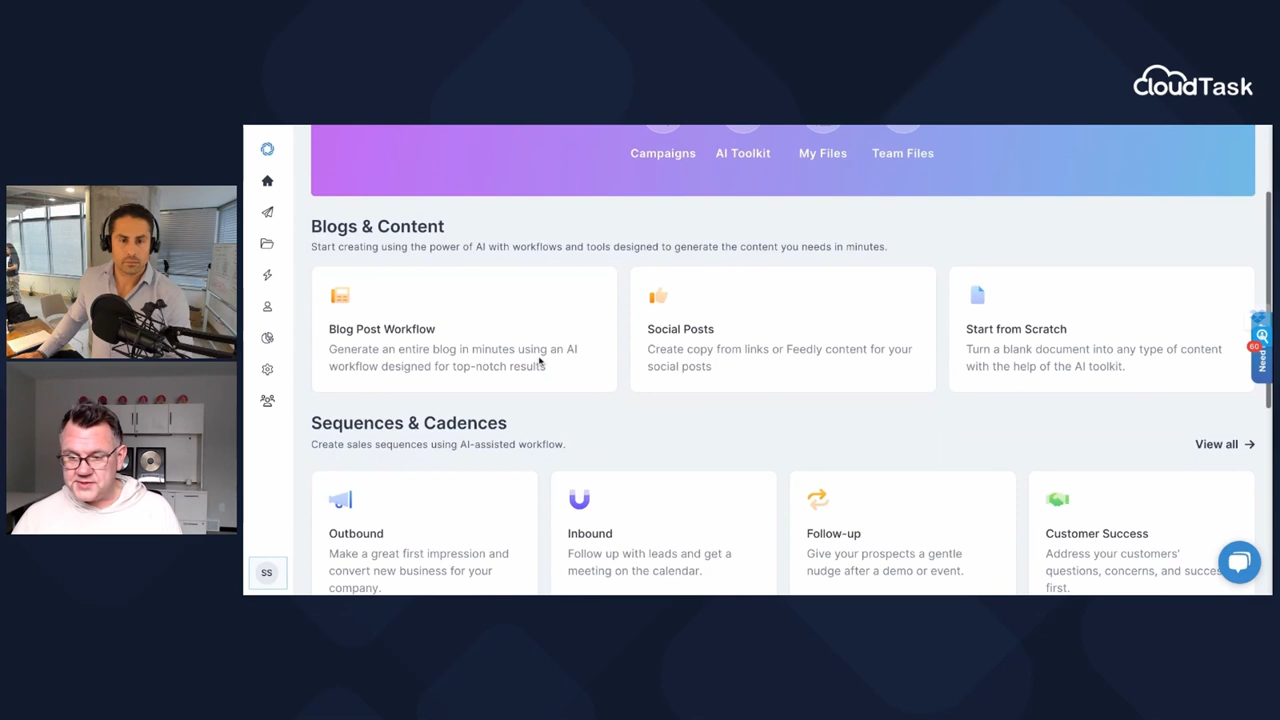 CloudTask
Campaigns AI Toolkit My Files Team Files
Blogs & Content
Start creating using the power of AI with workflows and tools designed to generate the content you needs in minutes.
Blog Post Workflow
Generate an entire blog in minutes using an AI
workflow designed for top-notch results
Social Posts
Create copy from links or Feedly content for your
social posts
Start from Scratch
Turn a blank document into any type of content
with the help of the AI toolkit.
60
Need
Sequences & Cadences
Create sales sequences using AI-assisted workflow.
View all
Outbound
Make a great first impression and
convert new business for your
company.
Inbound
Follow up with leads and get a
meeting on the calendar.
Follow-up
Give your prospects a gentle
nudge after a demo or event.
Customer Success
Address your customers'
questions, concerns, and succe
first.
SS